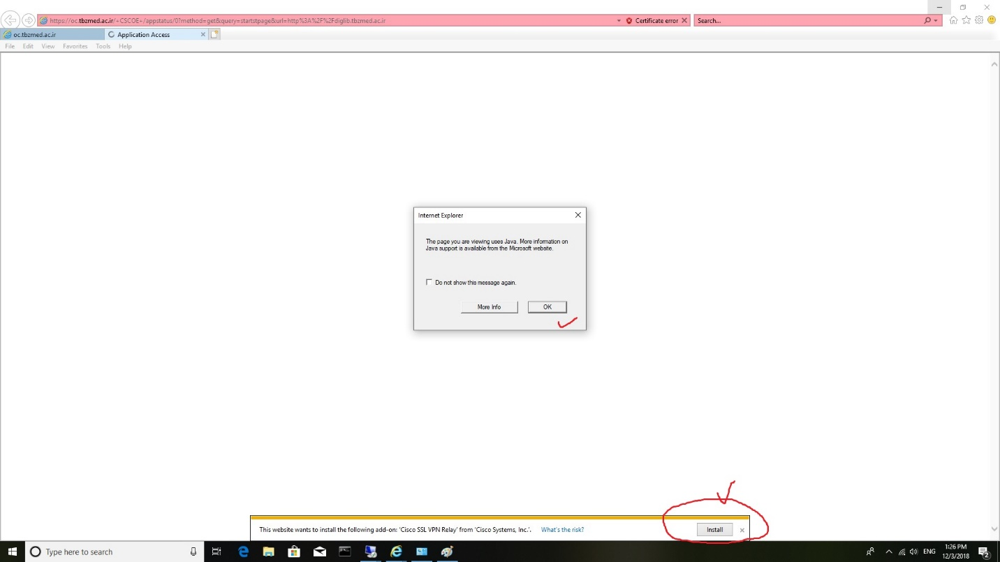 https://oc.tbzmed.ac.ir/+CSCOE+/appstatus/0?method=get&query=startstpage&url=http%3A%2F%2Fdiglib.tbzmed.ac.ir
Certificate error
Search...
oc.tbzmed.ac.ir
Application Access
File Edit View Favorites Tools Help
Internet Explorer
The page you are viewing uses Java. More information on
Java support is available from the Microsoft website.
Do not show this message again.
More Info
OK
This website wants to install the following add-on: 'Cisco SSL VPN Relay' from 'Cisco Systems, Inc.'. What's the risk?
Install
Type here to search
ENG
1:26 PM
12/3/2018
2